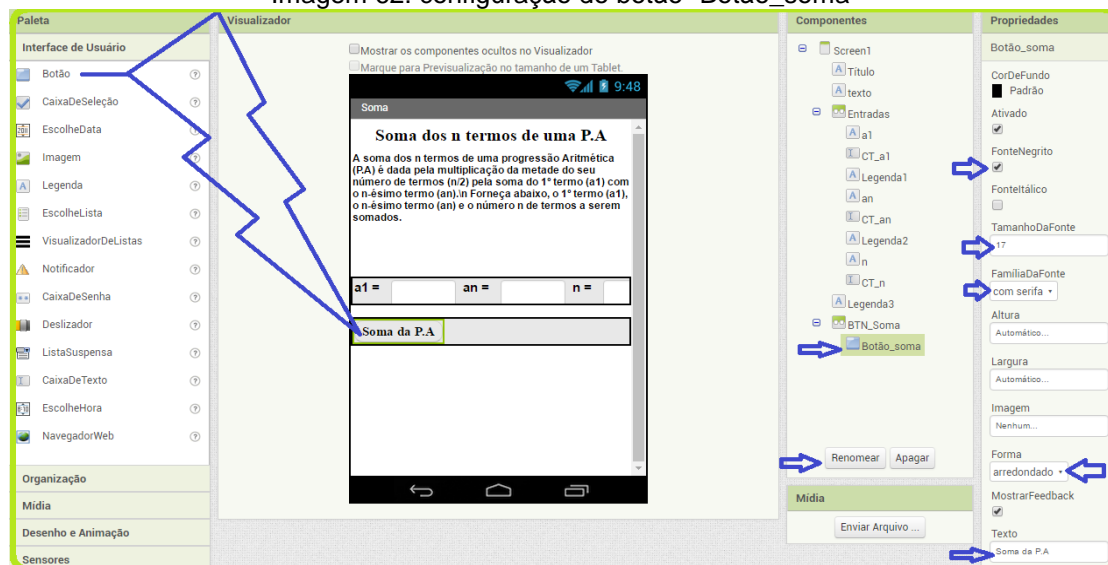 Imagem 62: configuração do botão "Botão_soma"
Paleta
Interface de Usuário
Botão
CaixaDeSeleção
EscolheData
Imagem
Legenda
EscolheLista
VisualizadorDeListas
Notificador
CaixaDeSenha
Deslizador
ListaSuspensa
CaixaDeTexto
EscolheHora
NavegadorWeb
Organização
Mídia
Desenho e Animação
Sensores
Visualizador
Mostrar os componentes ocultos no Visualizador
Marque para Previsualização no tamanho de um Tablet.
9:48
Soma
Soma dos n termos de uma P.A
A soma dos n termos de uma progressão Aritmética
(P.A) é dada pela multiplicação da metade do seu
número de termos (n/2) pela soma do 1º termo (a1) com
o n-ésimo termo (an).\n Forneça abaixo, o 1º termo (a1),
o n-ésimo termo (an) e o número n de termos a serem
somados.
a1 = an = n =
Soma da P.A
Componentes
Screen1
Título
texto
Entradas
a1
CT_a1
Legenda1
an
CT_an
Legenda2
n
CT_n
Legenda3
BTN_Soma
Botão_soma
Renomear Apagar
Mídia
Enviar Arquivo ...
Propriedades
Botão_soma
CorDeFundo
Padrão
Ativado
FonteNegrito
FonteItálico
TamanhoDaFonte
17
FamíliaDaFonte
com serifa
Altura
Automático...
Largura
Automático...
Imagem
Nenhum...
Forma
arredondado
MostrarFeedback
Texto
Soma da P.A